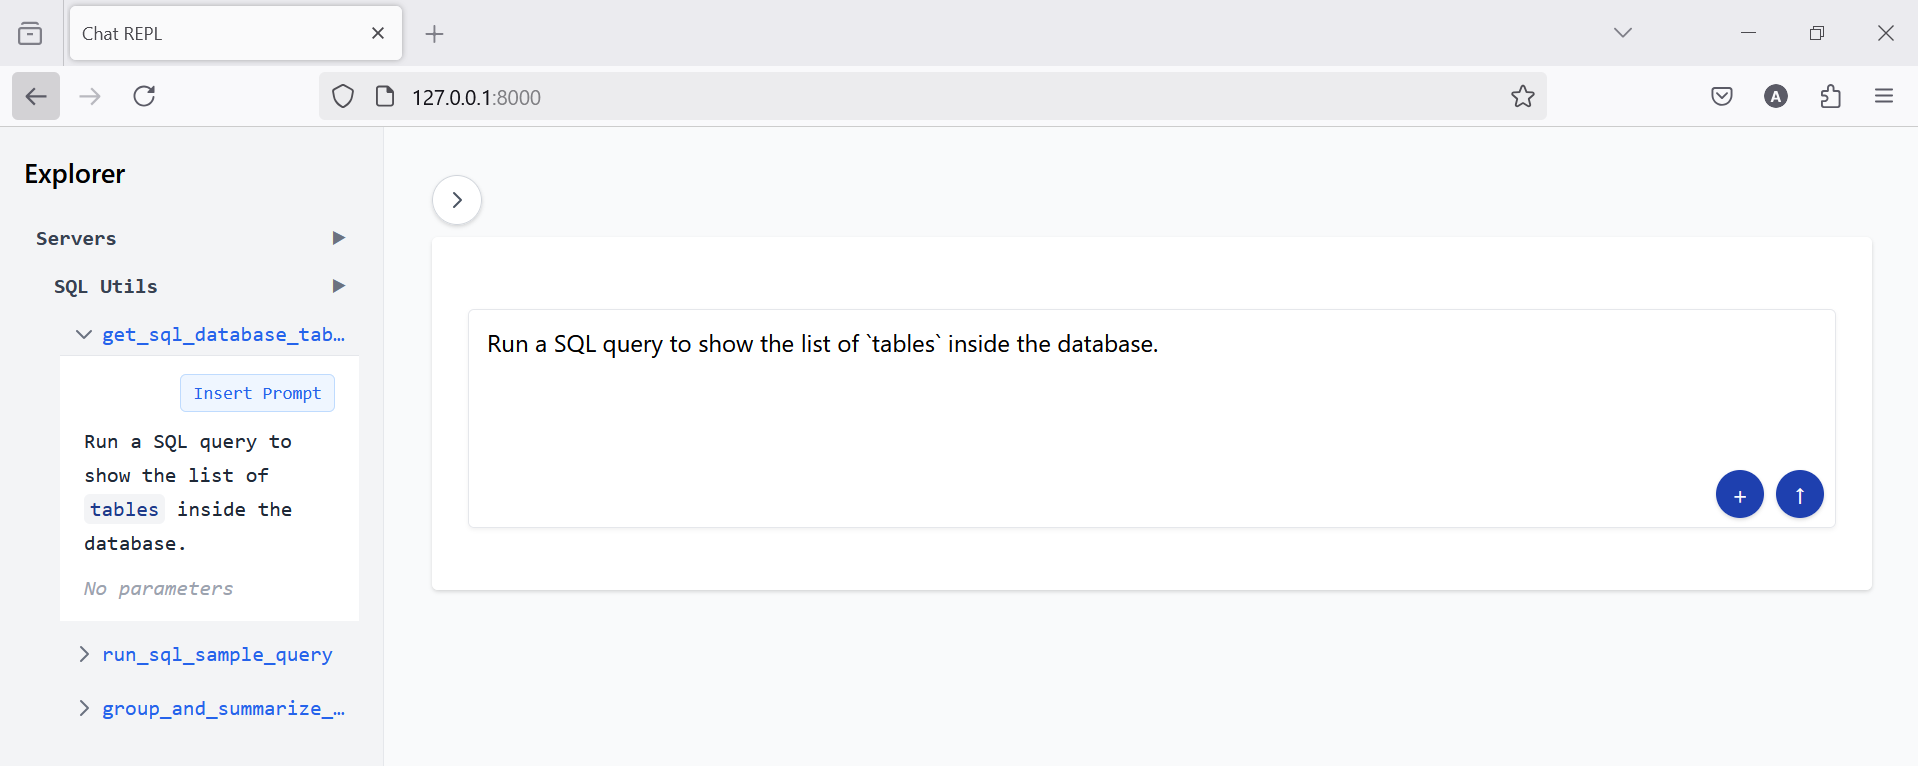 Chat REPL
127.0.0.1:8000
A
Explorer
Servers
SQL Utils
get_sql_database_tab…
Insert Prompt
Run a SQL query to
show the list of
tables inside the
database.
No parameters
run_sql_sample_query
group_and_summarize_…
Run a SQL query to show the list of `tables` inside the database.